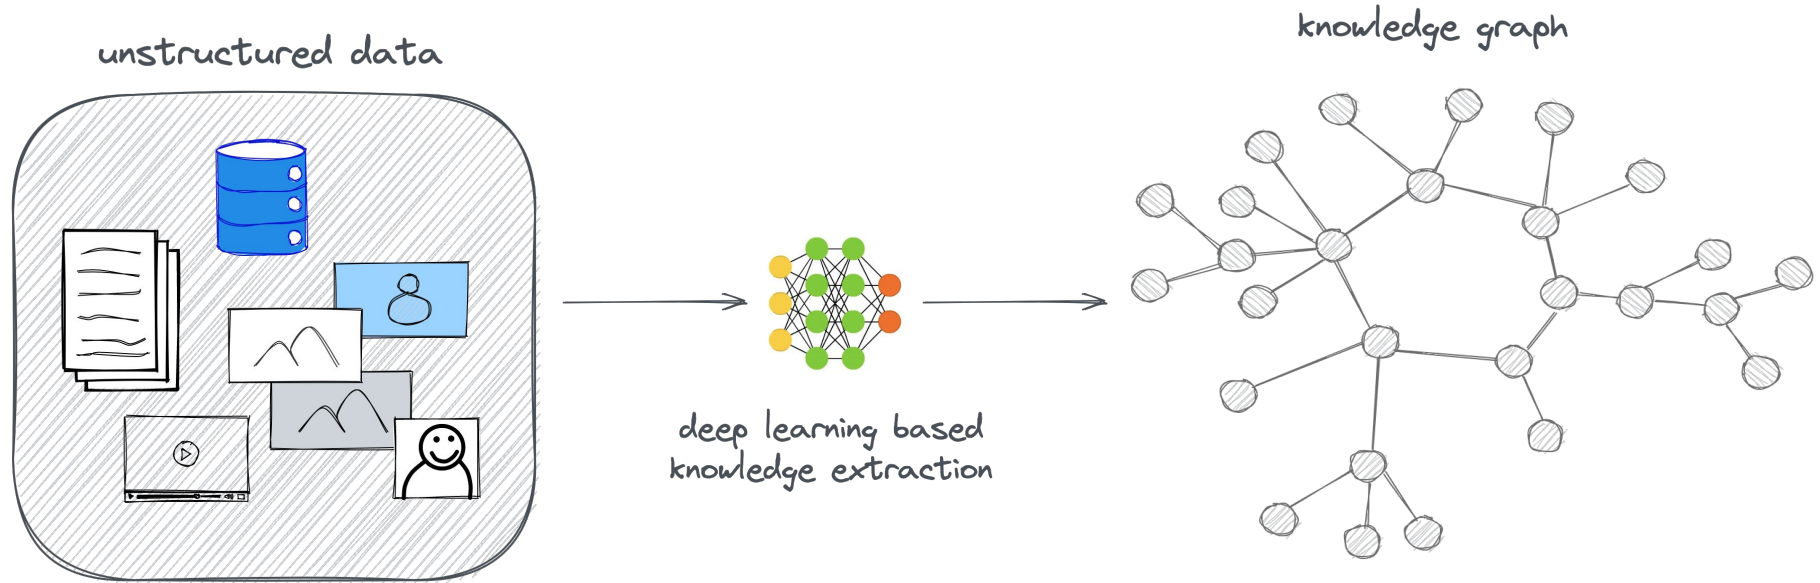 unstructured data
deep learning based
knowledge extraction
knowledge graph